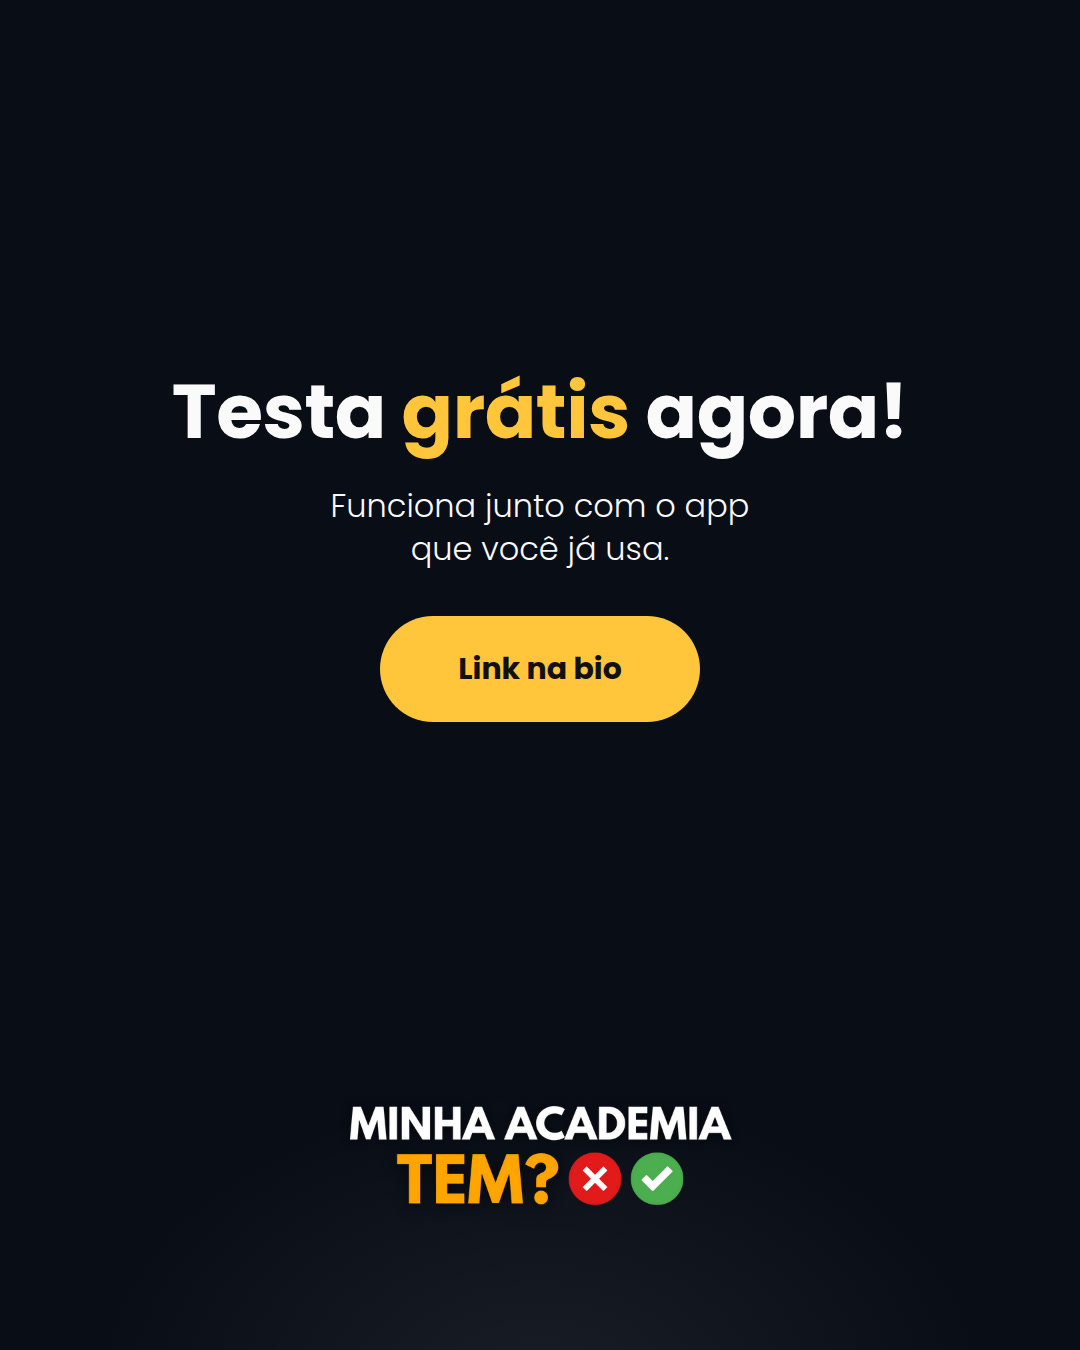 Testa grátis agora!
Funciona junto com o app
que você já usa.
Link na bio
MINHA ACADEMIA
TEM?